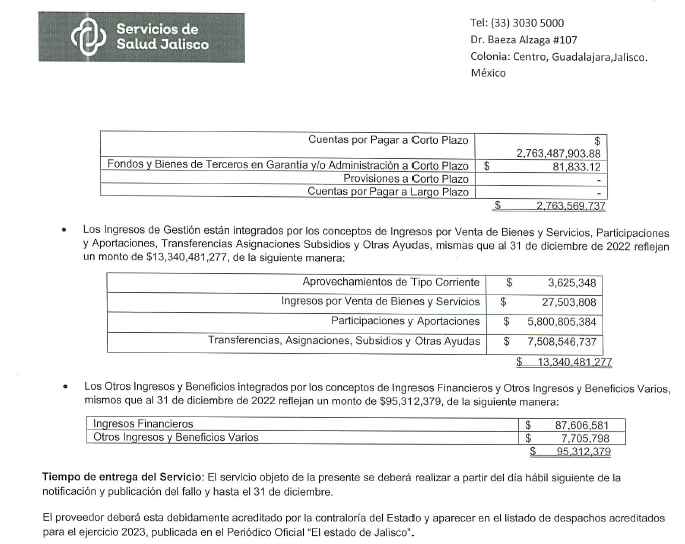 Servicios de
Salud Jalisco
Tel: (33) 3030 5000
Dr. Baeza Alzaga #107
Colonia: Centro, Guadalajara,Jalisco.
México
Cuentas por Pagar a Corto Plazo $
2,763,487,903.88
Fondos y Bienes de Terceros en Garantía y/o Administración a Corto Plazo $ 81,833.12
Provisiones a Corto Plazo -
Cuentas por Pagar a Largo Plazo -
$ 2,763,569,737
• Los Ingresos de Gestión están integrados por los conceptos de Ingresos por Venta de Bienes y Servicios, Participaciones
y Aportaciones, Transferencias Asignaciones Subsidios y Otras Ayudas, mismas que al 31 de diciembre de 2022 reflejan
un monto de $13,340,481,277, de la siguiente manera:
Aprovechamientos de Tipo Corriente $ 3,625,348
Ingresos por Venta de Bienes y Servicios $ 27,503,808
Participaciones y Aportaciones $ 5,800,805,384
Transferencias, Asignaciones, Subsidios y Otras Ayudas $ 7,508,546,737
$ 13,340,481,277
• Los Otros Ingresos y Beneficios integrados por los conceptos de Ingresos Financieros y Otros Ingresos y Beneficios Varios,
mismos que al 31 de diciembre de 2022 reflejan un monto de $95,312,379, de la siguiente manera:
Ingresos Financieros $ 87,606,581
Otros Ingresos y Beneficios Varios $ 7,705,798
$ 95,312,379
Tiempo de entrega del Servicio: El servicio objeto de la presente se deberá realizar a partir del día hábil siguiente de la
notificación y publicación del fallo y hasta el 31 de diciembre.
El proveedor deberá esta debidamente acreditado por la contraloría del Estado y aparecer en el listado de despachos acreditados
para el ejercicio 2023, publicada en el Periódico Oficial "El estado de Jalisco".